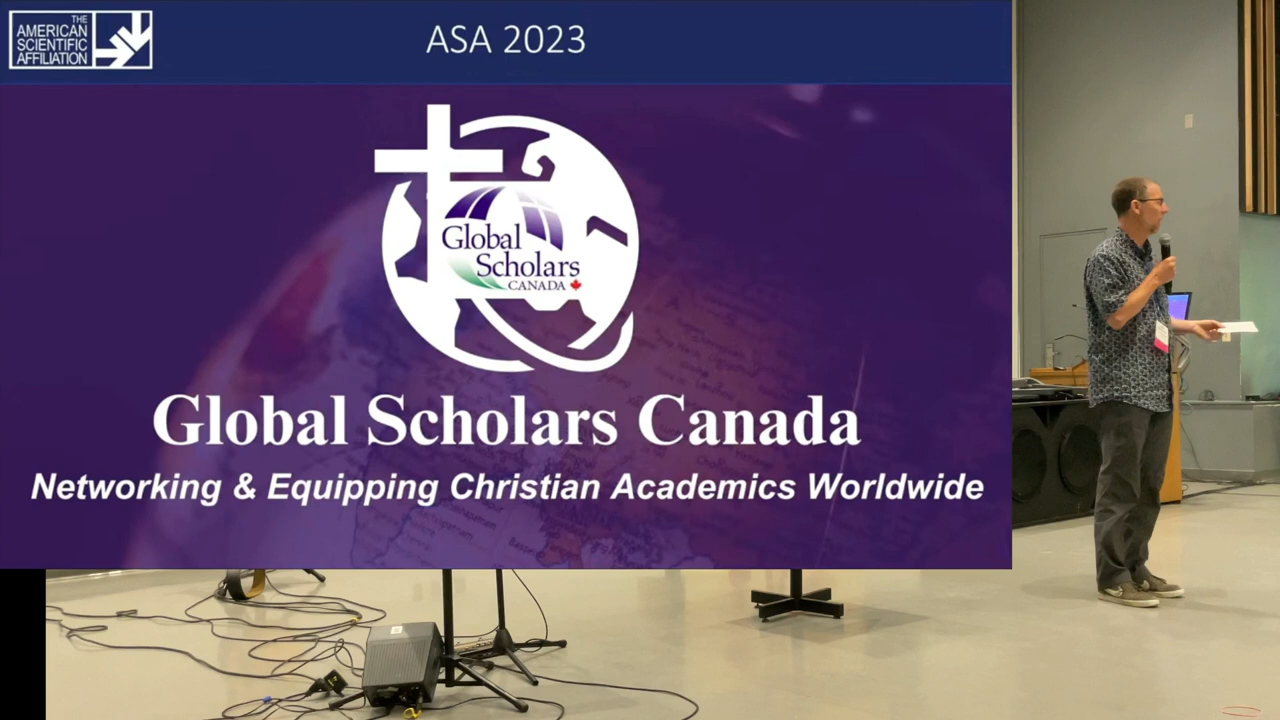 THE
AMERICAN
SCIENTIFIC
AFFILIATION
ASA 2023
Global
Scholars
CANADA
Global Scholars Canada
Networking & Equipping Christian Academics Worldwide